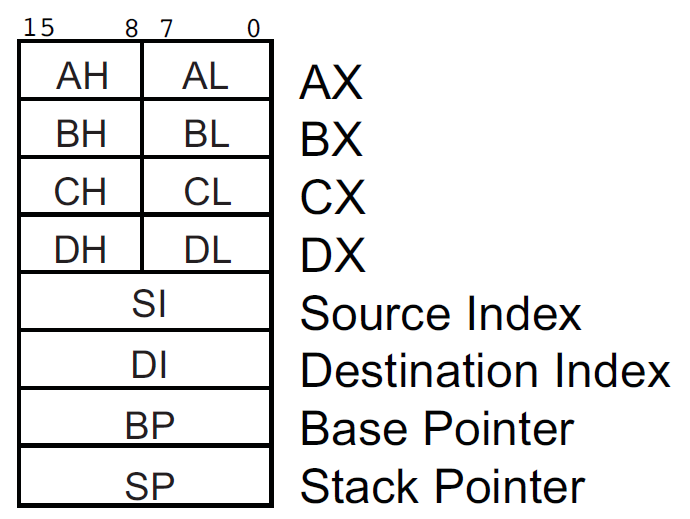 15 8 7 0
AH AL AX
BH BL BX
CH CL CX
DH DL DX
SI Source Index
DI Destination Index
BP Base Pointer
SP Stack Pointer